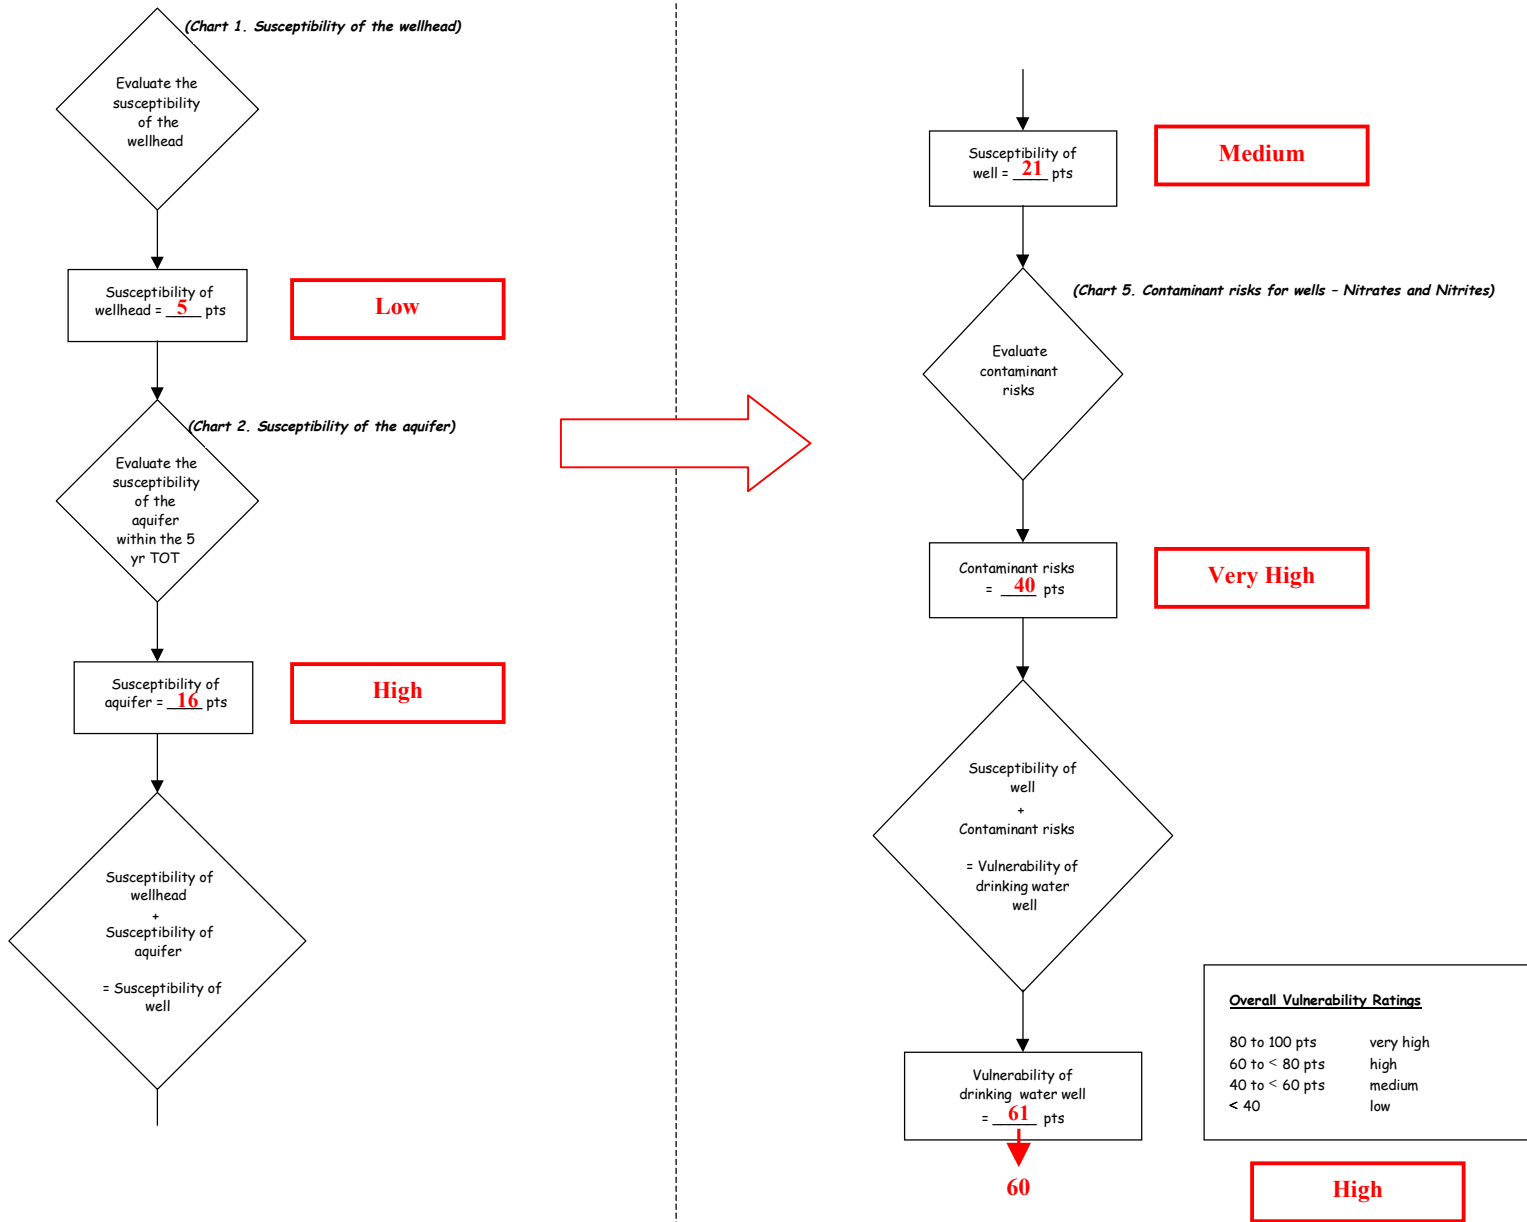 (Chart 1. Susceptibility of the wellhead)
Evaluate the
susceptibility
of the
wellhead
Susceptibility of
wellhead = 5 pts
Low
(Chart 2. Susceptibility of the aquifer)
Evaluate the
susceptibility
of the
aquifer
within the 5
yr TOT
Susceptibility of
aquifer = 16 pts
High
Susceptibility of
wellhead
+
Susceptibility of
aquifer
= Susceptibility of
well
Susceptibility of
well = 21 pts
Medium
(Chart 5. Contaminant risks for wells – Nitrates and Nitrites)
Evaluate
contaminant
risks
Contaminant risks
= 40 pts
Very High
Susceptibility of
well
+
Contaminant risks
= Vulnerability of
drinking water
well
Vulnerability of
drinking water well
= 61 pts
60
Overall Vulnerability Ratings
80 to 100 pts very high
60 to < 80 pts high
40 to < 60 pts medium
< 40 low
High